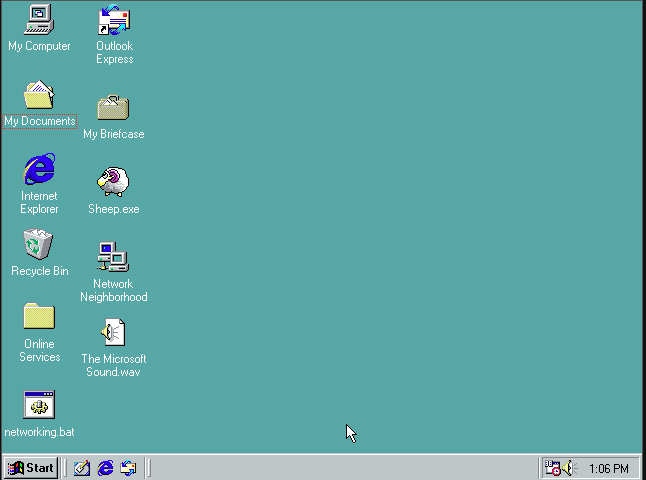 My Computer
Outlook
Express
My Documents
My Briefcase
Internet
Explorer
Sheep.exe
Recycle Bin
Network
Neighborhood
Online
Services
The Microsoft
Sound.wav
networking.bat
Start
1:06 PM